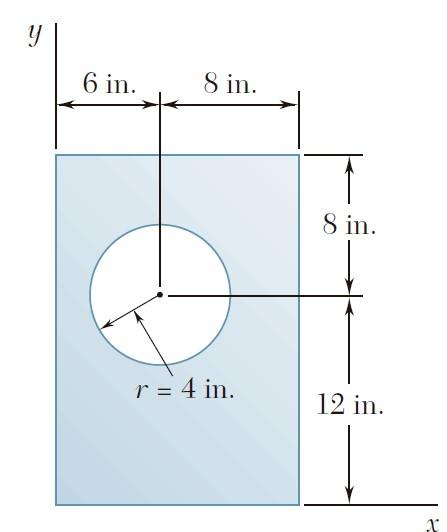 y
6 in.
8 in.
8 in.
r = 4 in.
12 in.
x